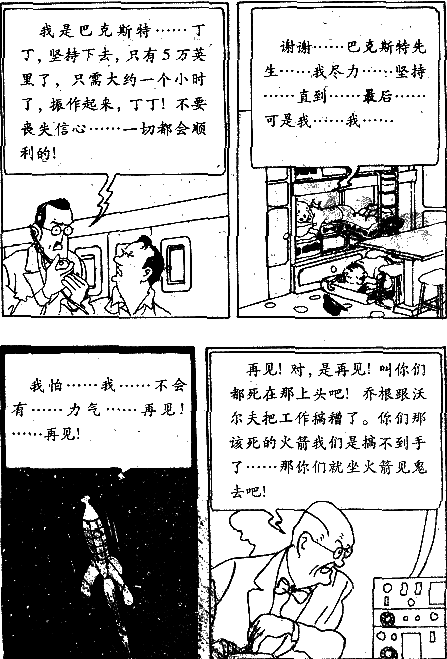 我是巴克斯特……丁
丁，坚持下去，只有5万英
里了，只需大约一个小时
了，振作起来，丁丁！不要
丧失信心……一切都会顺
利的！
谢谢……巴克斯特先
生……我尽力……坚持
……直到……最后……
可是我……我……
我怕……我……不会
有……力气……再见！
……再见！
再见！对，是再见！叫你们
都死在那上头吧！乔根跟沃
尔夫把工作搞糟了。你们那
该死的火箭我们是搞不到手
了……那你们就坐火箭见鬼
去吧！